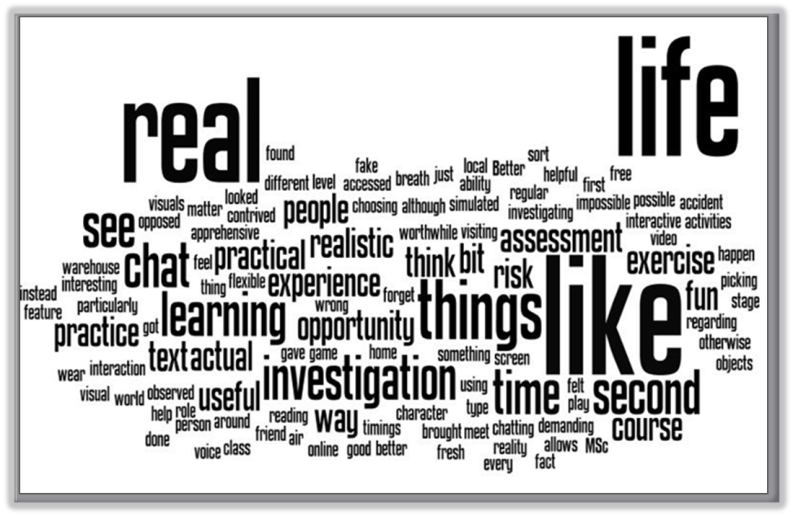 life
real
found
sort
fake
local Better
different level accessed breath just ability helpful first free
visuals matter looked contrived people choosing although simulated regular investigating impossible possible accident
see opposed apprehensive realistic worthwhile visiting assessment interactive activities
video
warehouse chat feel practical think bit risk exercise happen
interesting thing flexible experience forget things like fun picking
instead particularly learning wrong opportunity stage
feature practice got regarding
text actual gave game home something screen otherwise
wear interaction investigation objects
visual world observed useful using time felt second
help role person around reading way character type play
done friend air timings brought meet chatting demanding course
voice class online good better fresh reality allows MSc
every fact